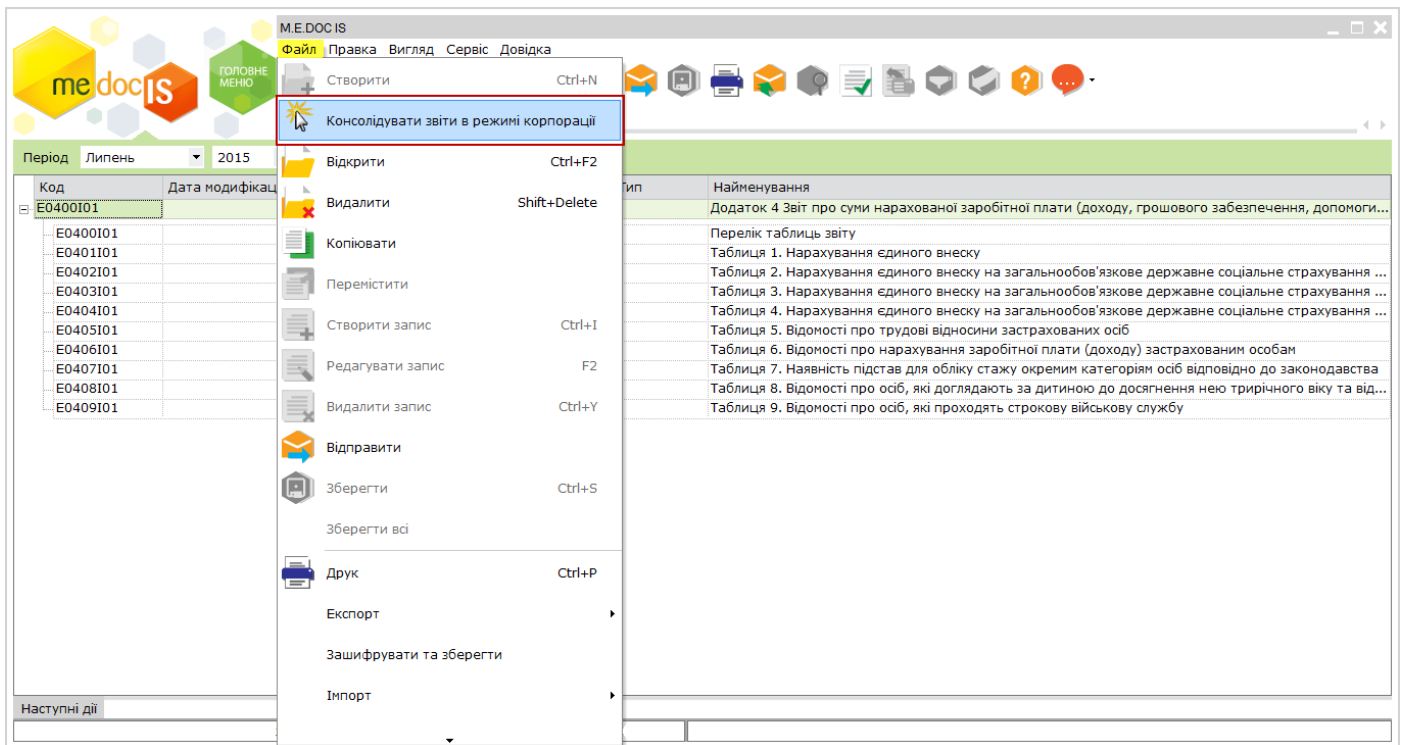 M.E.DOC IS
Файл Правка Вигляд Сервіс Довідка
me doc IS
ГОЛОВНЕ МЕНЮ
Створити Ctrl+N
Консолідувати звіти в режимі корпорації
Відкрити Ctrl+F2
Видалити Shift+Delete
Копіювати
Перемістити
Створити запис Ctrl+I
Редагувати запис F2
Видалити запис Ctrl+Y
Відправити
Зберегти Ctrl+S
Зберегти всі
Друк Ctrl+P
Експорт
Зашифрувати та зберегти
Імпорт
Період Липень 2015
Код Дата модифікац Тип Найменування
E0400I01 Додаток 4 Звіт про суми нарахованої заробітної плати (доходу, грошового забезпечення, допомоги...
E0400I01 Перелік таблиць звіту
E0401I01 Таблиця 1. Нарахування єдиного внеску
E0402I01 Таблиця 2. Нарахування єдиного внеску на загальнообов'язкове державне соціальне страхування ...
E0403I01 Таблиця 3. Нарахування єдиного внеску на загальнообов'язкове державне соціальне страхування ...
E0404I01 Таблиця 4. Нарахування єдиного внеску на загальнообов'язкове державне соціальне страхування ...
E0405I01 Таблиця 5. Відомості про трудові відносини застрахованих осіб
E0406I01 Таблиця 6. Відомості про нарахування заробітної плати (доходу) застрахованим особам
E0407I01 Таблиця 7. Наявність підстав для обліку стажу окремим категоріям осіб відповідно до законодавства
E0408I01 Таблиця 8. Відомості про осіб, які доглядають за дитиною до досягнення нею трирічного віку та від...
E0409I01 Таблиця 9. Відомості про осіб, які проходять строкову військову службу
Наступні дії